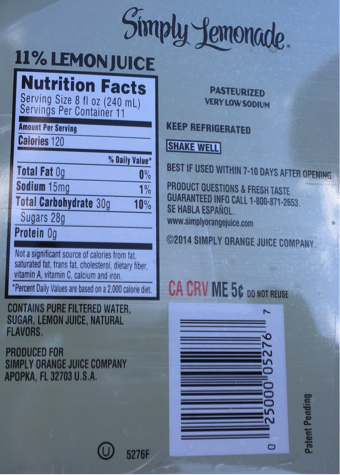 Simply Lemonade®
11% LEMON JUICE
Nutrition Facts
Serving Size 8 fl oz (240 mL)
Servings Per Container 11
Amount Per Serving
Calories 120
% Daily Value*
Total Fat 0g 0%
Sodium 15mg 1%
Total Carbohydrate 30g 10%
Sugars 28g
Protein 0g
Not a significant source of calories from fat,
saturated fat, trans fat, cholesterol, dietary fiber,
vitamin A, vitamin C, calcium and iron.
*Percent Daily Values are based on a 2,000 calorie diet.
CONTAINS PURE FILTERED WATER,
SUGAR, LEMON JUICE, NATURAL
FLAVORS.
PRODUCED FOR
SIMPLY ORANGE JUICE COMPANY
APOPKA, FL 32703 U.S.A.
U 5276F
PASTEURIZED
VERY LOW SODIUM
KEEP REFRIGERATED
SHAKE WELL
BEST IF USED WITHIN 7-10 DAYS AFTER OPENING
PRODUCT QUESTIONS & FRESH TASTE
GUARANTEED INFO CALL 1-800-871-2653.
SE HABLA ESPAÑOL.
www.simplyorangejuice.com
©2014 SIMPLY ORANGE JUICE COMPANY.
CA CRV ME 5¢ DO NOT REUSE
0 25000 05276 7
Patent Pending